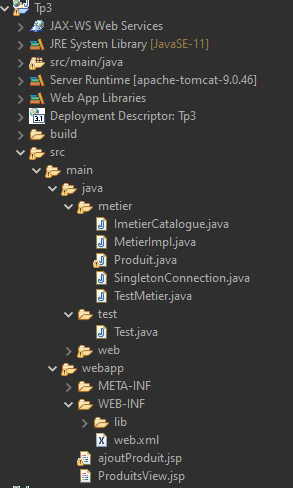 Tp3
JAX-WS Web Services
JRE System Library [JavaSE-11]
src/main/java
Server Runtime [apache-tomcat-9.0.46]
Web App Libraries
3.1 Deployment Descriptor: Tp3
build
src
main
java
metier
ImetierCatalogue.java
MetierImpl.java
Produit.java
SingletonConnection.java
TestMetier.java
test
Test.java
web
webapp
META-INF
WEB-INF
lib
web.xml
ajoutProduit.jsp
ProduitsView.jsp